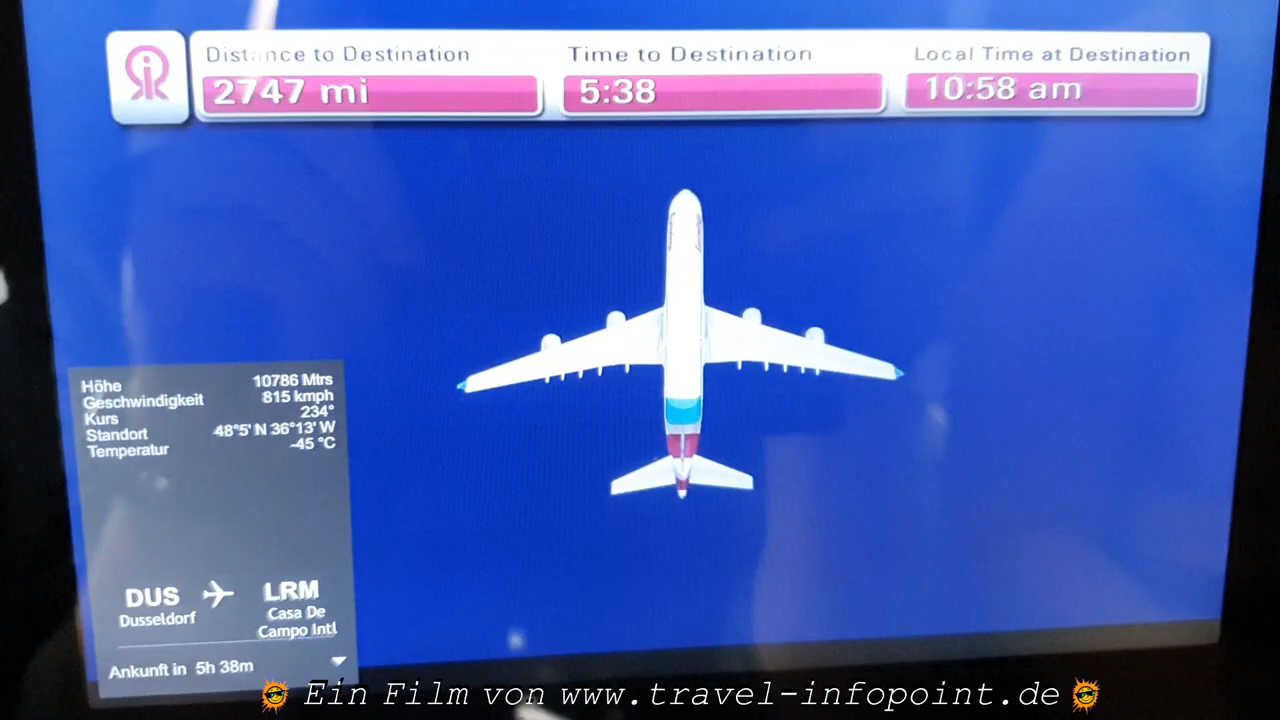 Distance to Destination
2747 mi
Time to Destination
5:38
Local Time at Destination
10:58 am
Höhe 10786 Mtrs
Geschwindigkeit 815 kmph
Kurs 234°
Standort 48°5' N 36°13' W
Temperatur -45 °C
DUS LRM
Dusseldorf Casa De
Campo Intl
Ankunft in 5h 38m
Ein Film von www.travel-infopoint.de